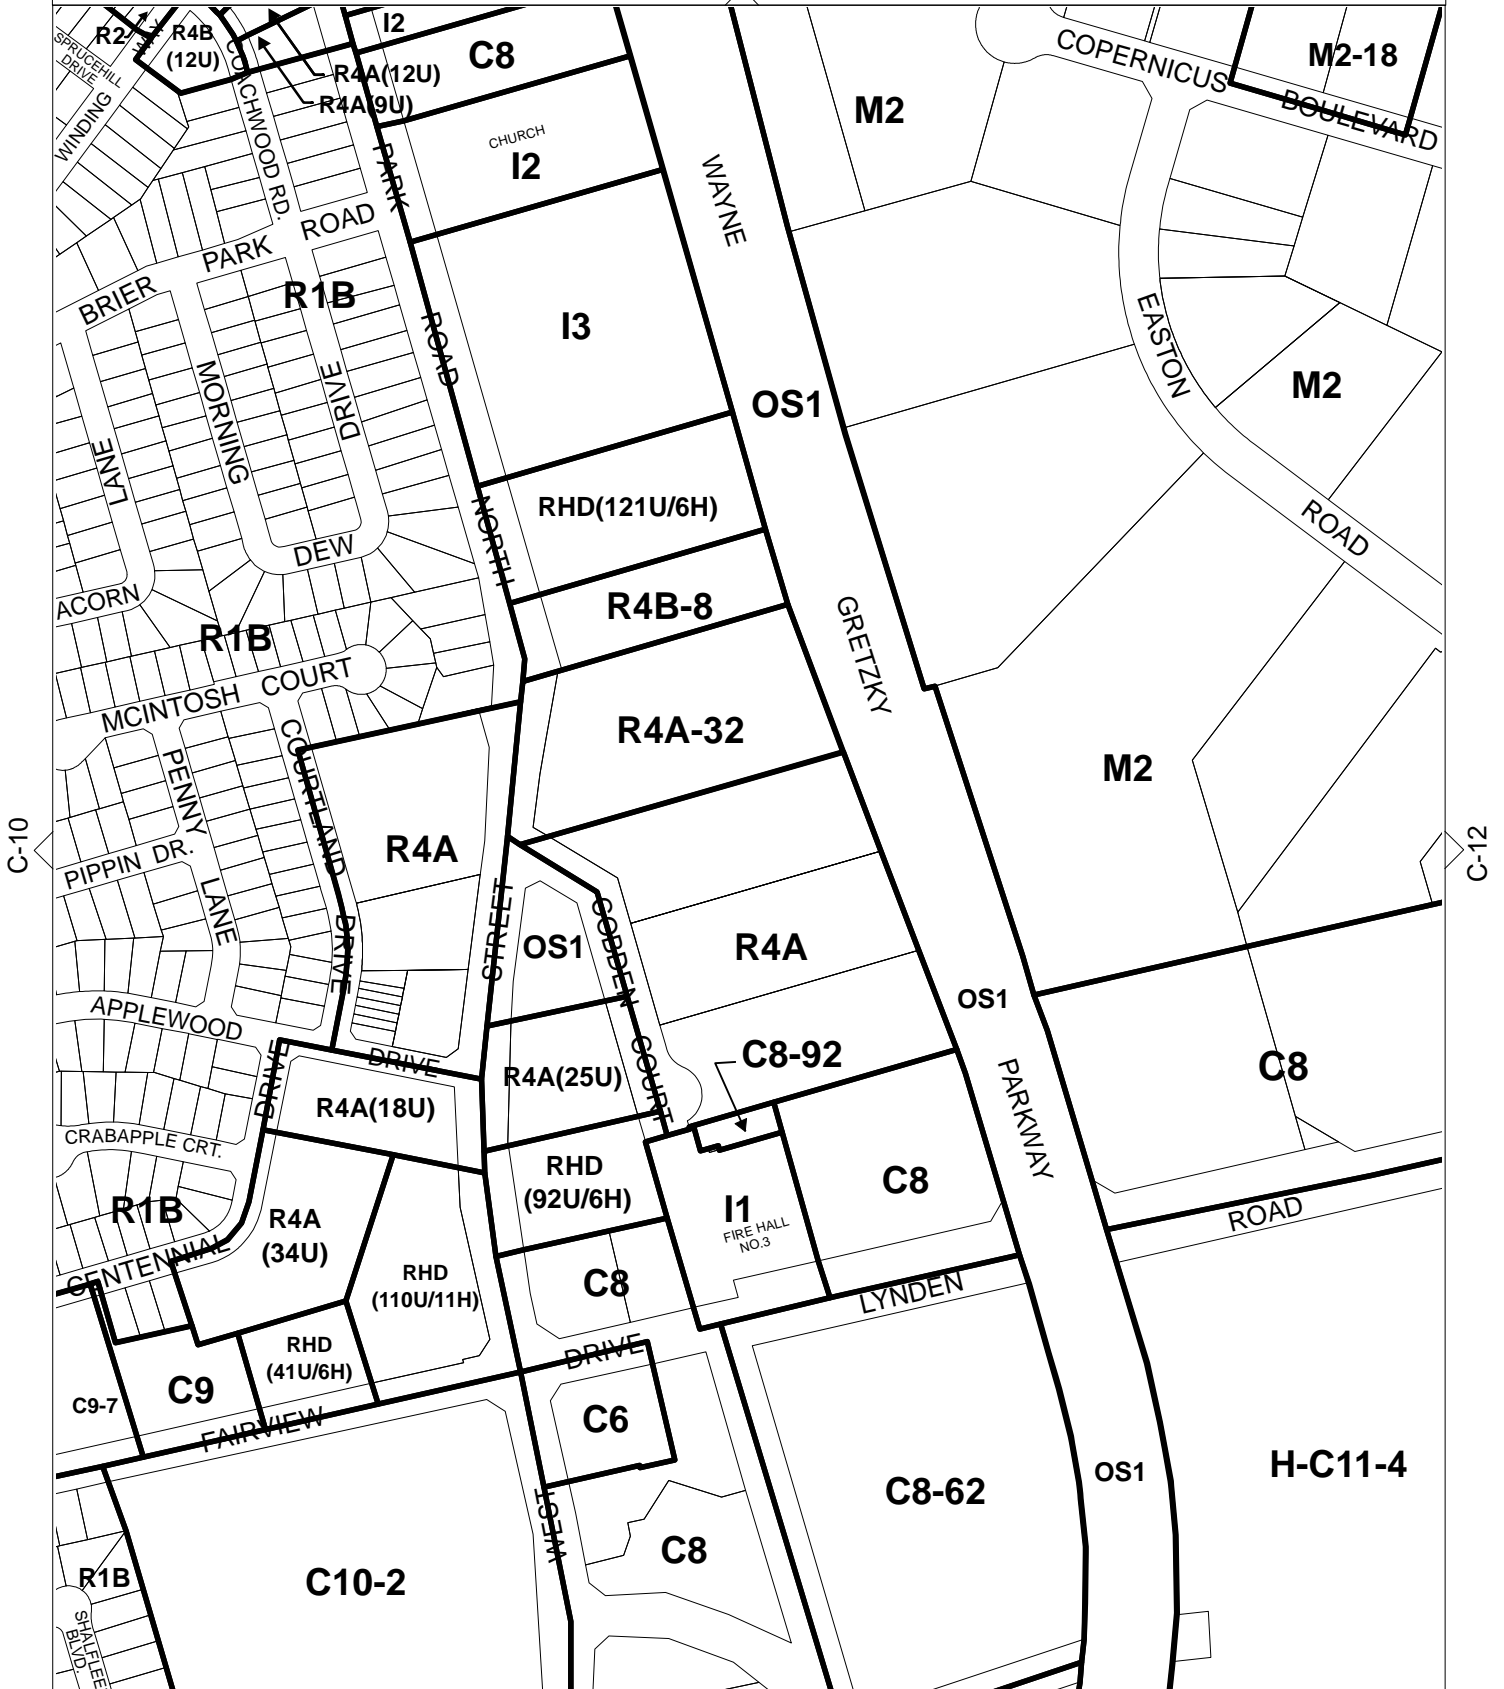 R2
WAY
R4B
(12U)
I2
C8
R4A(12U)
R4A(9U)
SPRUCEHILL
DRIVE
WINDING
COACHWOOD RD.
CHURCH
I2
M2
COPERNICUS
BOULEVARD
M2-18
PARK
ROAD
NORTH
WAYNE
GRETZKY
PARKWAY
BRIER
PARK
ROAD
R1B
I3
EASTON
ROAD
M2
OS1
MORNING
DRIVE
DEW
LANE
ACORN
RHD(121U/6H)
R4B-8
R1B
MCINTOSH
COURT
R4A-32
M2
COURTLAND
DRIVE
PENNY
LANE
PIPPIN DR.
C-10
C-12
R4A
STREET
OS1
COBDEN
COURT
R4A
OS1
APPLEWOOD
DRIVE
DRIVE
R4A(25U)
C8-92
C8
R4A(18U)
CRABAPPLE CRT.
R1B
CENTENNIAL
R4A
(34U)
RHD
(92U/6H)
I1
FIRE HALL
NO.3
C8
ROAD
LYNDEN
C8
RHD
(110U/11H)
RHD
(41U/6H)
C9
C9-7
FAIRVIEW
DRIVE
C6
WEST
C8
C8-62
OS1
H-C11-4
R1B
C10-2
SHALFLEET
BLVD.